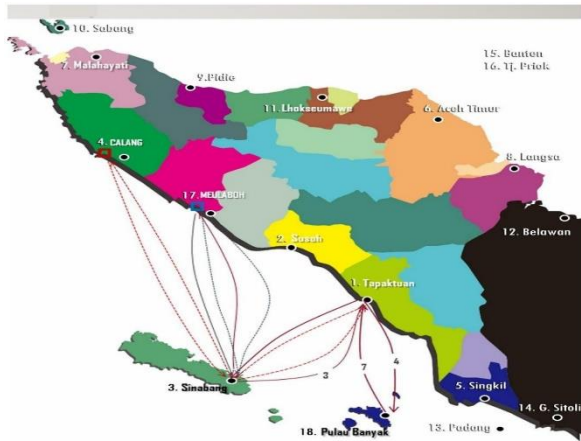 10. Sabang
15. Banten
16. Tj. Priok
7. Malahayati
9.Pidie
11. Lhokseumawe
6. Aceh Timur
4. CALANG
8. Langsa
17. MEULABOH
12. Belawan
2. Susoh
1. Tapaktuan
3
7
4
3. Sinabang
5. Singkil
14. G. Sitoli
18. Pulau Banyak
13. Padang